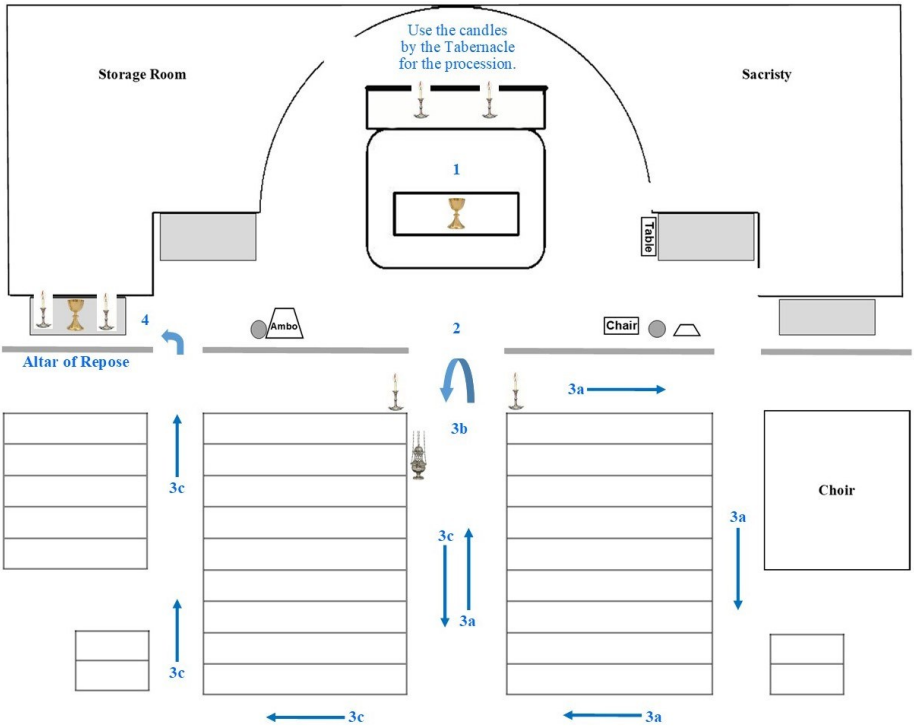 Use the candles
by the Tabernacle
for the procession.
Storage Room
Sacristy
1
Table
4
Ambo
2
Chair
Altar of Repose
3a
3b
3c
Choir
3a
3c
3a
3c
3c
3a